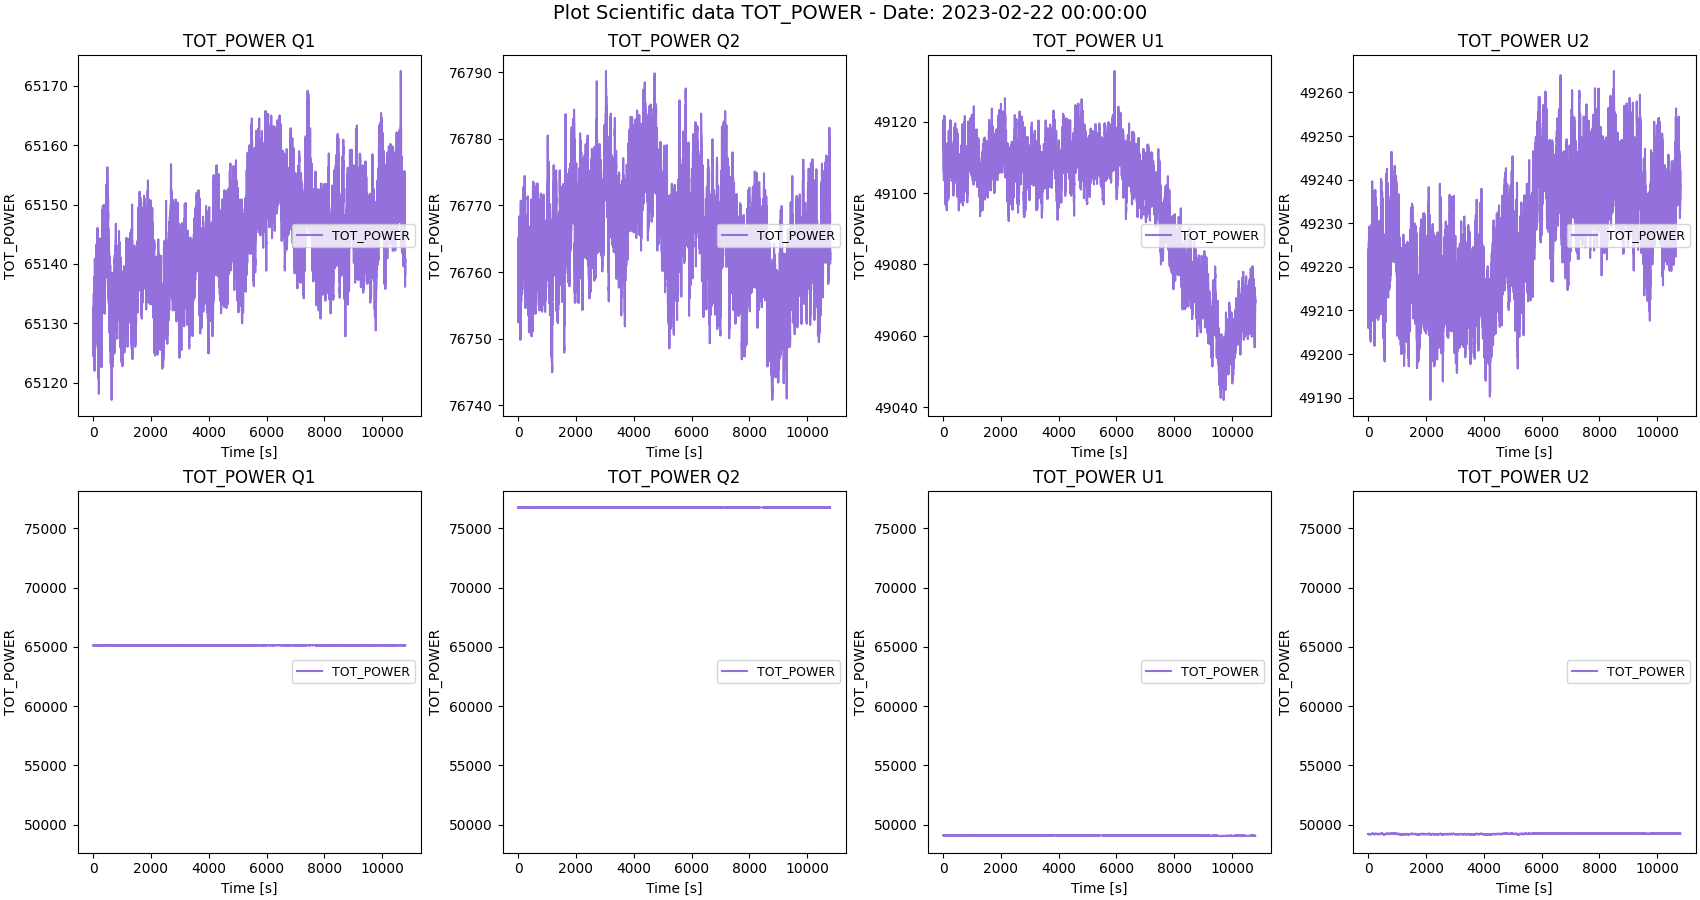 Plot Scientific data TOT_POWER - Date: 2023-02-22 00:00:00
TOT_POWER Q1
TOT_POWER
65170
65160
65150
65140
65130
65120
0 2000 4000 6000 8000 10000
Time [s]
TOT_POWER
TOT_POWER Q2
TOT_POWER
76790
76780
76770
76760
76750
76740
0 2000 4000 6000 8000 10000
Time [s]
TOT_POWER
TOT_POWER U1
TOT_POWER
49120
49100
49080
49060
49040
0 2000 4000 6000 8000 10000
Time [s]
TOT_POWER
TOT_POWER U2
TOT_POWER
49260
49250
49240
49230
49220
49210
49200
49190
0 2000 4000 6000 8000 10000
Time [s]
TOT_POWER
TOT_POWER Q1
TOT_POWER
75000
70000
65000
60000
55000
50000
0 2000 4000 6000 8000 10000
Time [s]
TOT_POWER
TOT_POWER Q2
TOT_POWER
75000
70000
65000
60000
55000
50000
0 2000 4000 6000 8000 10000
Time [s]
TOT_POWER
TOT_POWER U1
TOT_POWER
75000
70000
65000
60000
55000
50000
0 2000 4000 6000 8000 10000
Time [s]
TOT_POWER
TOT_POWER U2
TOT_POWER
75000
70000
65000
60000
55000
50000
0 2000 4000 6000 8000 10000
Time [s]
TOT_POWER